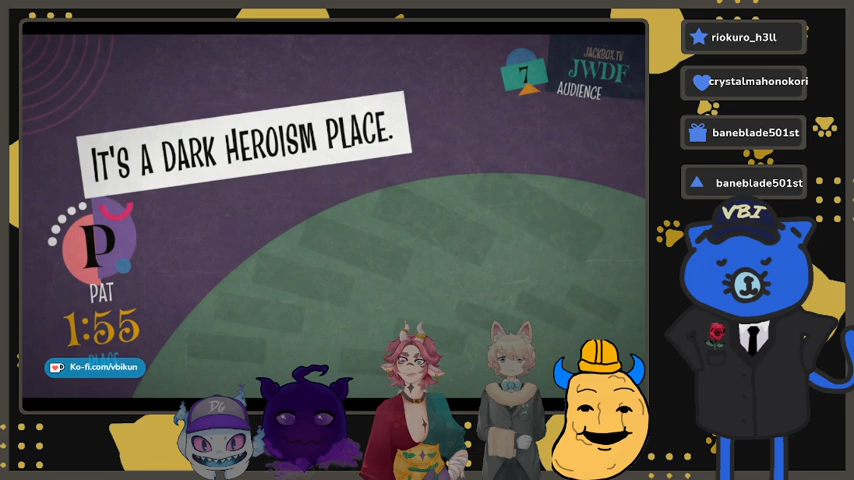 JACKBOX.TV
JWDF
7
AUDIENCE
IT'S A DARK HEROISM PLACE.
P
PAT
1:55
PLACE
Ko-fi.com/vbikun
riokuro_h3ll
crystalmahonokori
baneblade501st
baneblade501st
VBI
DG